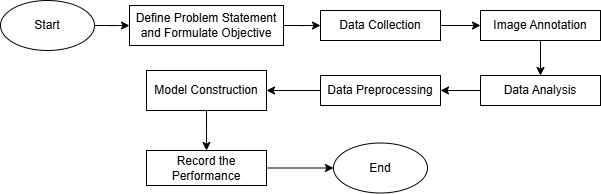 Start
Define Problem Statement
and Formulate Objective
Data Collection
Image Annotation
Data Analysis
Data Preprocessing
Model Construction
Record the
Performance
End